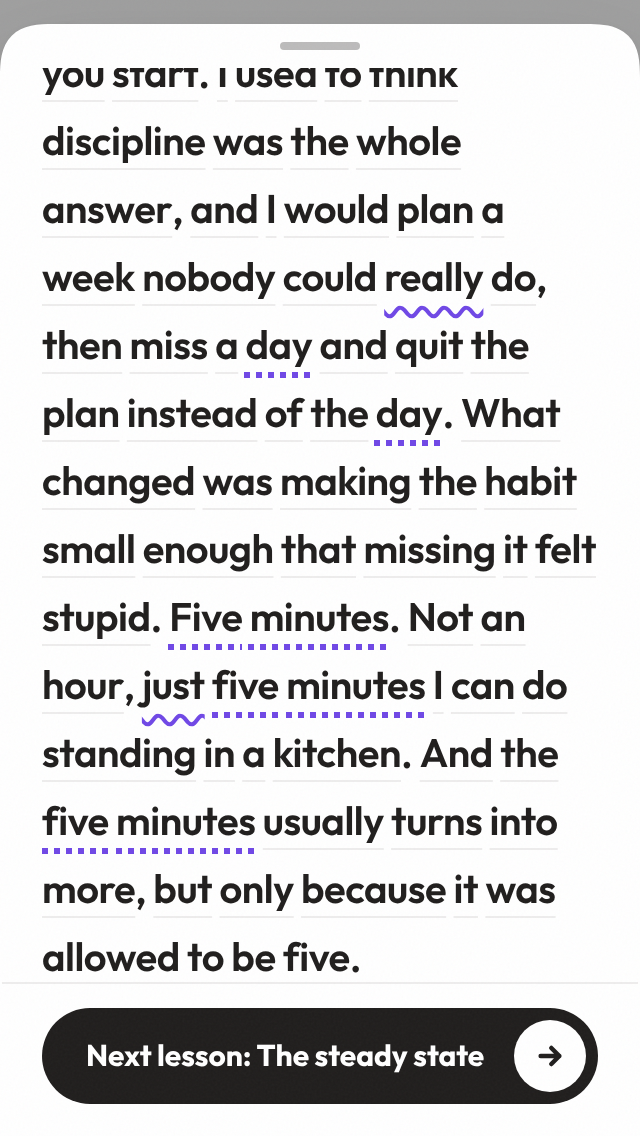 you start. I used to think
discipline was the whole
answer, and I would plan a
week nobody could really do,
then miss a day and quit the
plan instead of the day. What
changed was making the habit
small enough that missing it felt
stupid. Five minutes. Not an
hour, just five minutes I can do
standing in a kitchen. And the
five minutes usually turns into
more, but only because it was
allowed to be five.
Next lesson: The steady state